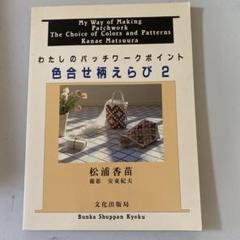 My Way of Making
Patchwork
The Choice of Colors and Patterns
Kanae Matsuura
わたしのパッチワークポイント
色合せ柄えらび 2
松浦香苗
撮影 安東紀夫
文化出版局
Bunka Shuppan Kyoku